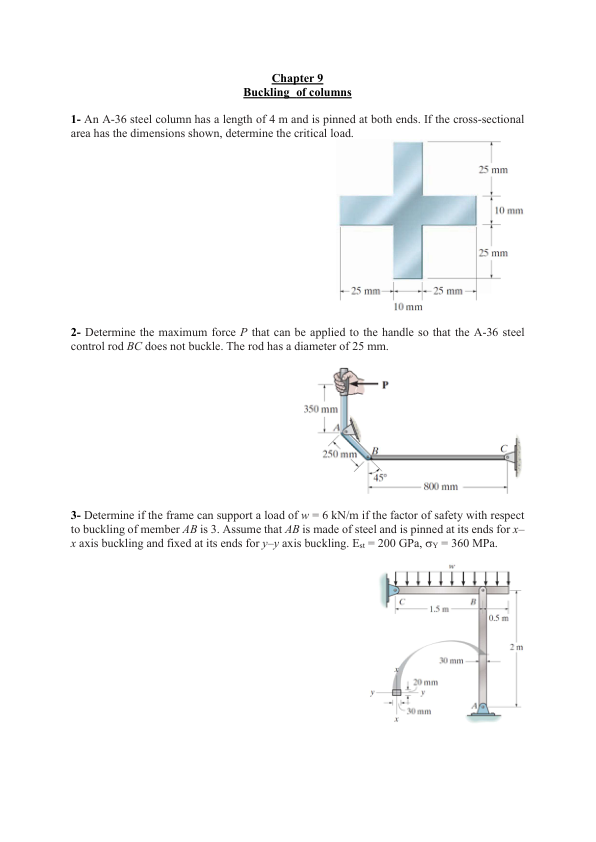 Chapter 9
Buckling of columns
1- An A-36 steel column has a length of 4 m and is pinned at both ends. If the cross-sectional
area has the dimensions shown, determine the critical load.
25 mm
10 mm
25 mm
25 mm
25 mm
10 mm
2- Determine the maximum force P that can be applied to the handle so that the A-36 steel
control rod BC does not buckle. The rod has a diameter of 25 mm.
P
350 mm
A
250 mm
B
C
45°
800 mm
3- Determine if the frame can support a load of w = 6 kN/m if the factor of safety with respect
to buckling of member AB is 3. Assume that AB is made of steel and is pinned at its ends for x–
x axis buckling and fixed at its ends for y–y axis buckling. Est = 200 GPa, σY = 360 MPa.
w
C
B
1.5 m
0.5 m
2 m
30 mm
x
20 mm
y
y
30 mm
x
A